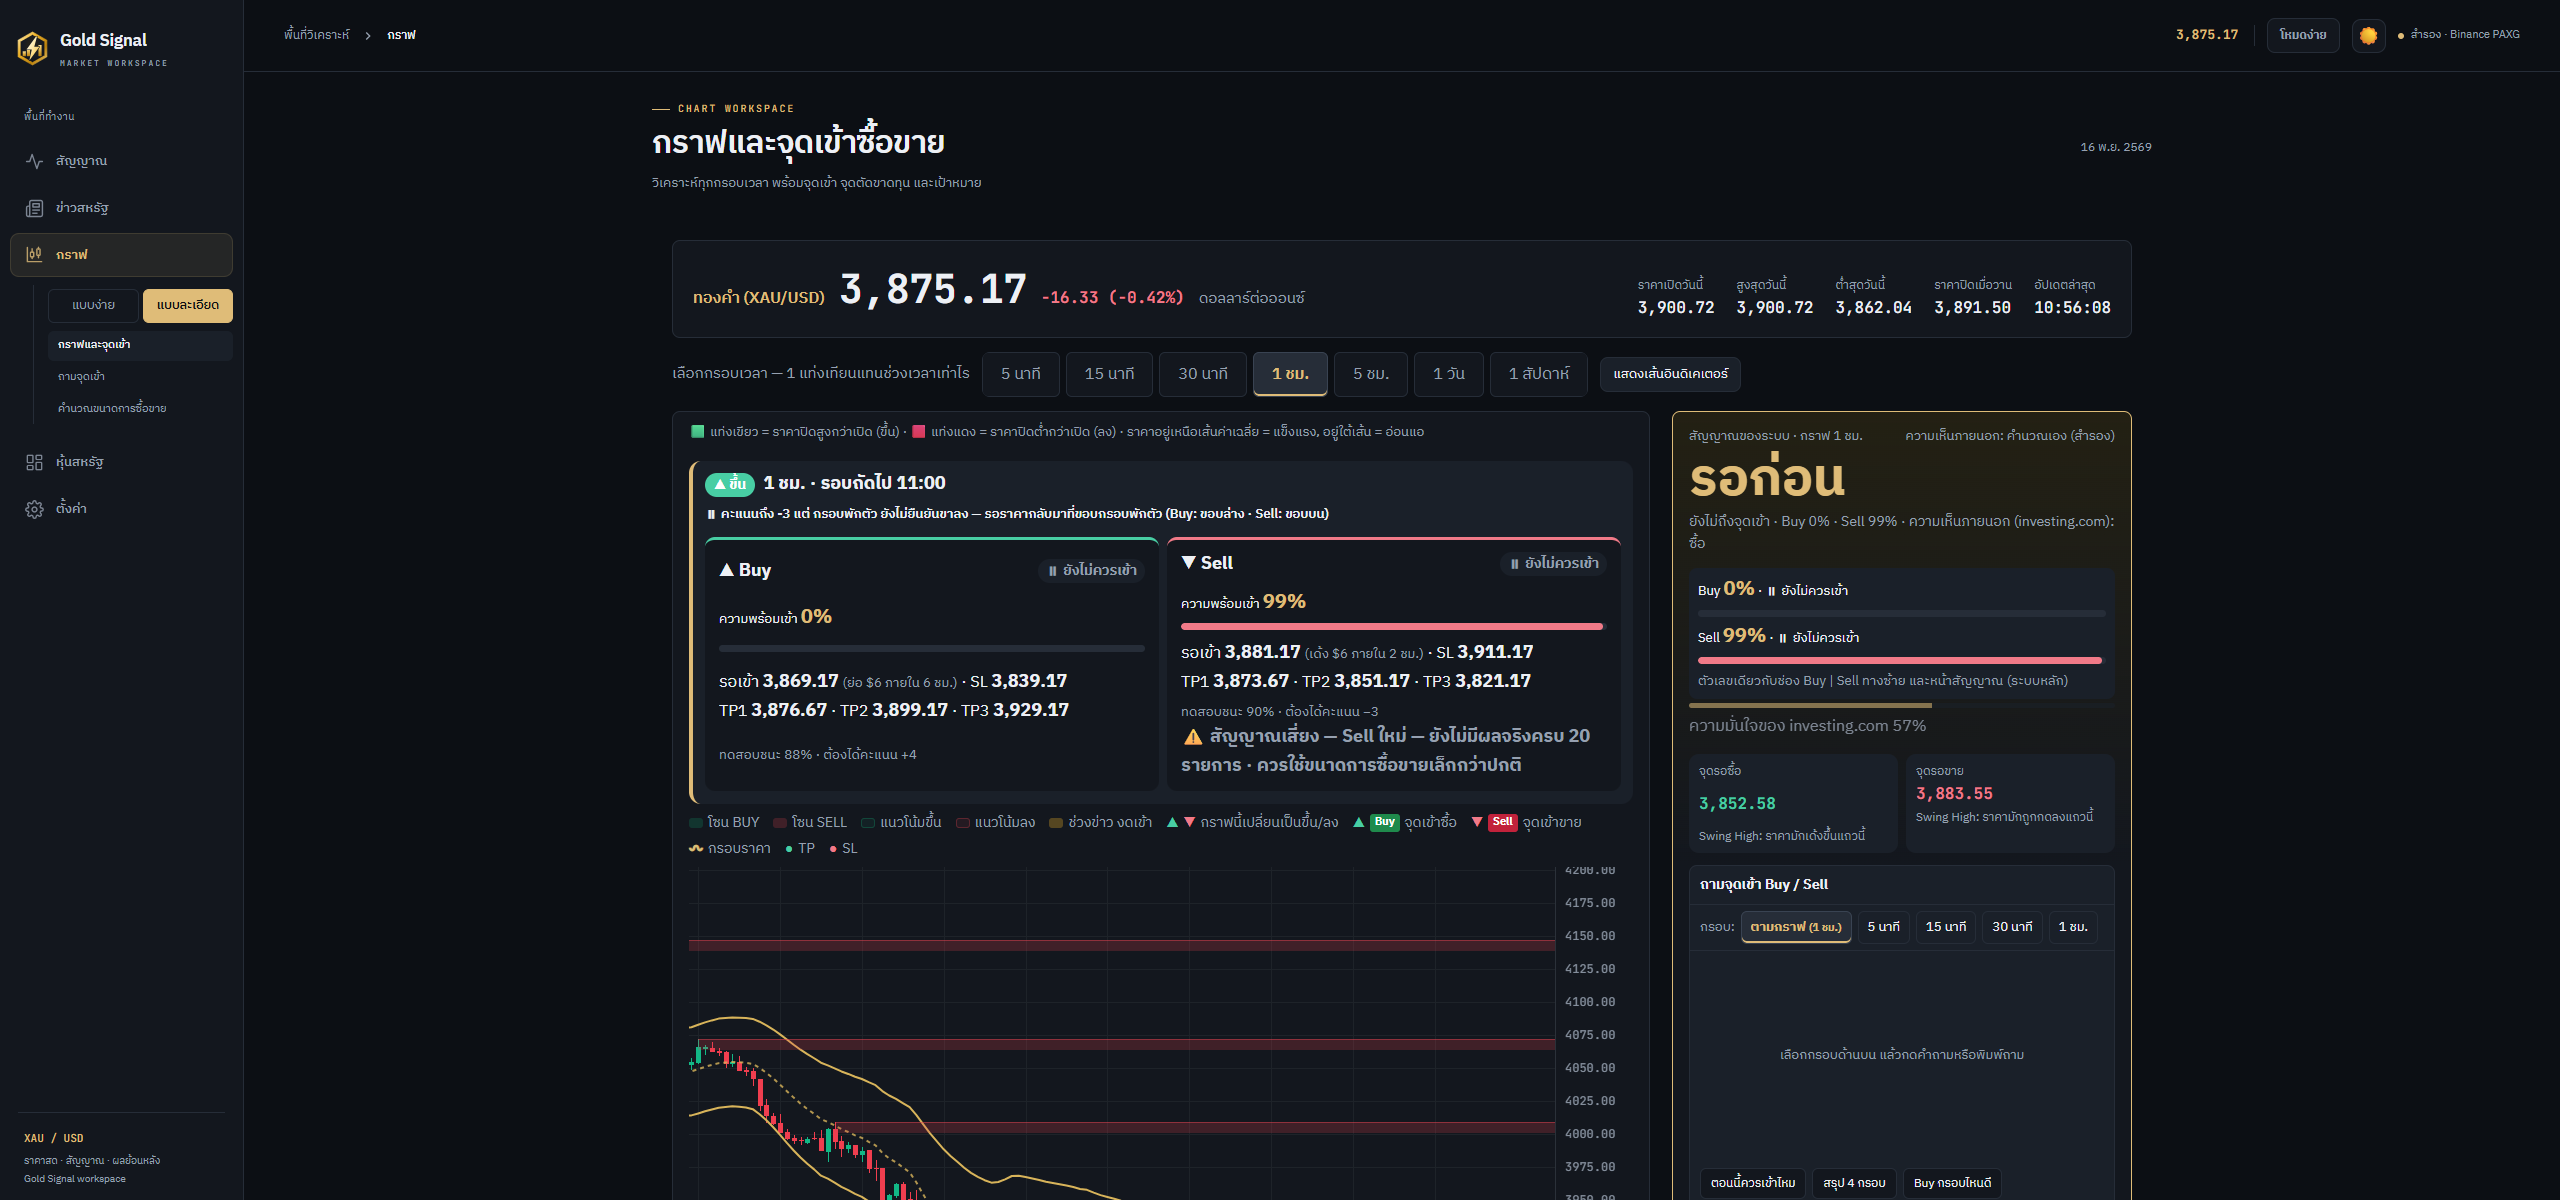 Gold Signal
MARKET WORKSPACE
พื้นที่ทำงาน
สัญญาณ
ข่าวสหรัฐ
กราฟ
แบบง่าย
แบบละเอียด
กราฟและจุดเข้า
ถามจุดเข้า
คำนวณขนาดการซื้อขาย
หุ้นสหรัฐ
ตั้งค่า
XAU / USD
ราคาสด · สัญญาณ · ผลย้อนหลัง
Gold Signal workspace
พื้นที่วิเคราะห์ › กราฟ
3,875.17
โหมดง่าย
สำรอง · Binance PAXG
CHART WORKSPACE
กราฟและจุดเข้าซื้อขาย
16 พ.ย. 2569
วิเคราะห์ทุกกรอบเวลา พร้อมจุดเข้า จุดตัดขาดทุน และเป้าหมาย
ทองคำ (XAU/USD) 3,875.17 -16.33 (-0.42%) ดอลลาร์ต่อออนซ์
ราคาเปิดวันนี้ สูงสุดวันนี้ ต่ำสุดวันนี้ ราคาปิดเมื่อวาน อัปเดตล่าสุด
3,900.72 3,900.72 3,862.04 3,891.50 10:56:08
เลือกกรอบเวลา — 1 แท่งเทียนแทนช่วงเวลาเท่าไร 5 นาที 15 นาที 30 นาที 1 ชม. 5 ชม. 1 วัน 1 สัปดาห์ แสดงเส้นอินดิเคเตอร์
แท่งเขียว = ราคาปิดสูงกว่าเปิด (ขึ้น) · แท่งแดง = ราคาปิดต่ำกว่าเปิด (ลง) · ราคาอยู่เหนือเส้นค่าเฉลี่ย = แข็งแรง, อยู่ใต้เส้น = อ่อนแอ
▲ ขึ้น 1 ชม. · รอบถัดไป 11:00
⏸ คะแนนถึง -3 แต่ กรอบพักตัว ยังไม่ยืนยันขาลง — รอราคากลับมาที่ขอบกรอบพักตัว (Buy: ขอบล่าง · Sell: ขอบบน)
▲ Buy ⏸ ยังไม่ควรเข้า
ความพร้อมเข้า 0%
รอเข้า 3,869.17 (ย่อ $6 ภายใน 6 ชม.) · SL 3,839.17
TP1 3,876.67 · TP2 3,899.17 · TP3 3,929.17
ทดสอบชนะ 88% · ต้องได้คะแนน +4
▼ Sell ⏸ ยังไม่ควรเข้า
ความพร้อมเข้า 99%
รอเข้า 3,881.17 (เด้ง $6 ภายใน 2 ชม.) · SL 3,911.17
TP1 3,873.67 · TP2 3,851.17 · TP3 3,821.17
ทดสอบชนะ 90% · ต้องได้คะแนน −3
⚠️ สัญญาณเสี่ยง — Sell ใหม่ — ยังไม่มีผลจริงครบ 20
รายการ · ควรใช้ขนาดการซื้อขายเล็กกว่าปกติ
โซน BUY โซน SELL แนวโน้มขึ้น แนวโน้มลง ช่วงข่าว งดเข้า ▲ ▼ กราฟนี้เปลี่ยนเป็นขึ้น/ลง ▲ Buy จุดเข้าซื้อ ▼ Sell จุดเข้าขาย
กรอบราคา TP SL
4200.00
4175.00
4150.00
4125.00
4100.00
4075.00
4050.00
4025.00
4000.00
3975.00
3950.00
สัญญาณของระบบ · กราฟ 1 ชม. ความเห็นภายนอก: คำนวณเอง (สำรอง)
รอก่อน
ยังไม่ถึงจุดเข้า · Buy 0% · Sell 99% · ความเห็นภายนอก (investing.com):
ซื้อ
Buy 0% · ⏸ ยังไม่ควรเข้า
Sell 99% · ⏸ ยังไม่ควรเข้า
ตัวเลขเดียวกับช่อง Buy | Sell ทางซ้าย และหน้าสัญญาณ (ระบบหลัก)
ความมั่นใจของ investing.com 57%
จุดรอซื้อ
3,852.58
Swing High: ราคามักเด้งขึ้นแถวนี้
จุดรอขาย
3,883.55
Swing High: ราคามักถูกกดลงแถวนี้
ถามจุดเข้า Buy / Sell
กรอบ: ตามกราฟ (1 ชม.) 5 นาที 15 นาที 30 นาที 1 ชม.
เลือกกรอบด้านบน แล้วกดคำถามหรือพิมพ์ถาม
ตอนนี้ควรเข้าไหม สรุป 4 กรอบ Buy กรอบไหนดี